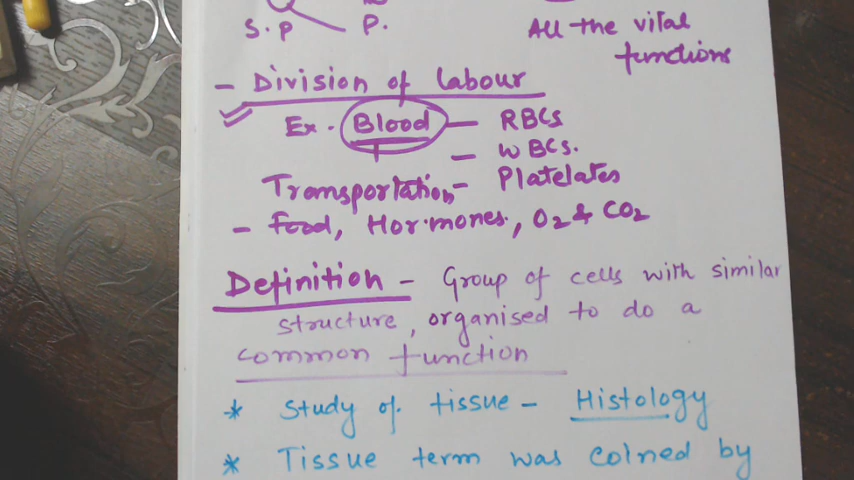 S.P P. All the vital
functions
- Division of labour
Ex. Blood - RBCs
- WBCs.
Transportation - Platelates
- Food, Hormones, O2 & CO2
Definition - Group of cells with similar
structure, organised to do a
common function
* Study of tissue - Histology
* Tissue term was coined by